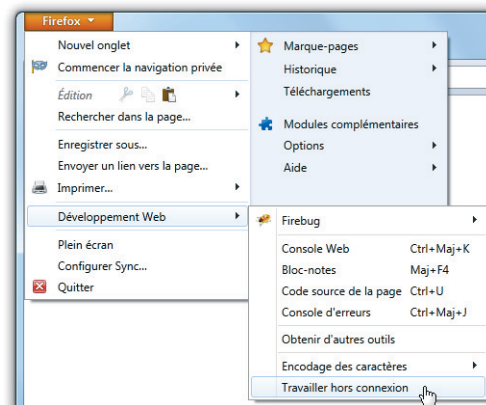 Firefox
Nouvel onglet
Commencer la navigation privée
Édition
Rechercher dans la page...
Enregistrer sous...
Envoyer un lien vers la page...
Imprimer...
Développement Web
Plein écran
Configurer Sync...
Quitter
Marque-pages
Historique
Téléchargements
Modules complémentaires
Options
Aide
Firebug
Console Web Ctrl+Maj+K
Bloc-notes Maj+F4
Code source de la page Ctrl+U
Console d'erreurs Ctrl+Maj+J
Obtenir d'autres outils
Encodage des caractères
Travailler hors connexion